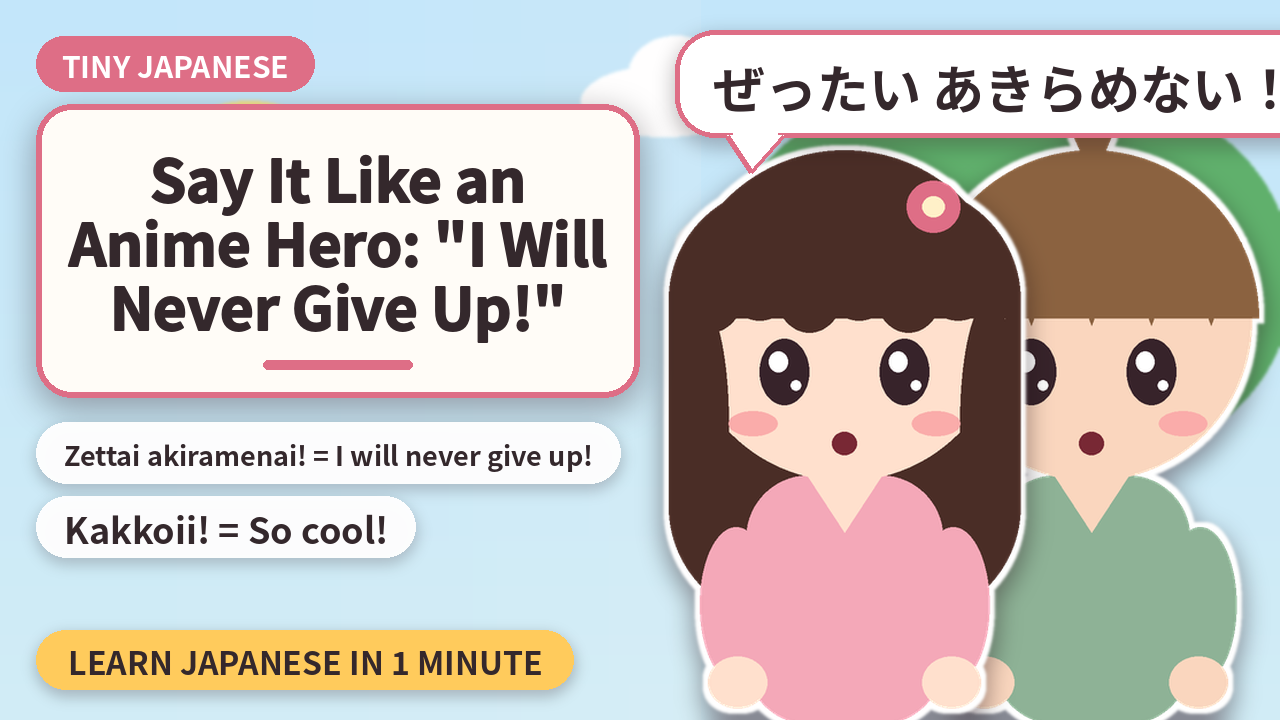 TINY JAPANESE
ぜったい あきらめない！
Say It Like an
Anime Hero: "I Will
Never Give Up!"
Zettai akiramenai! = I will never give up!
Kakkoii! = So cool!
LEARN JAPANESE IN 1 MINUTE